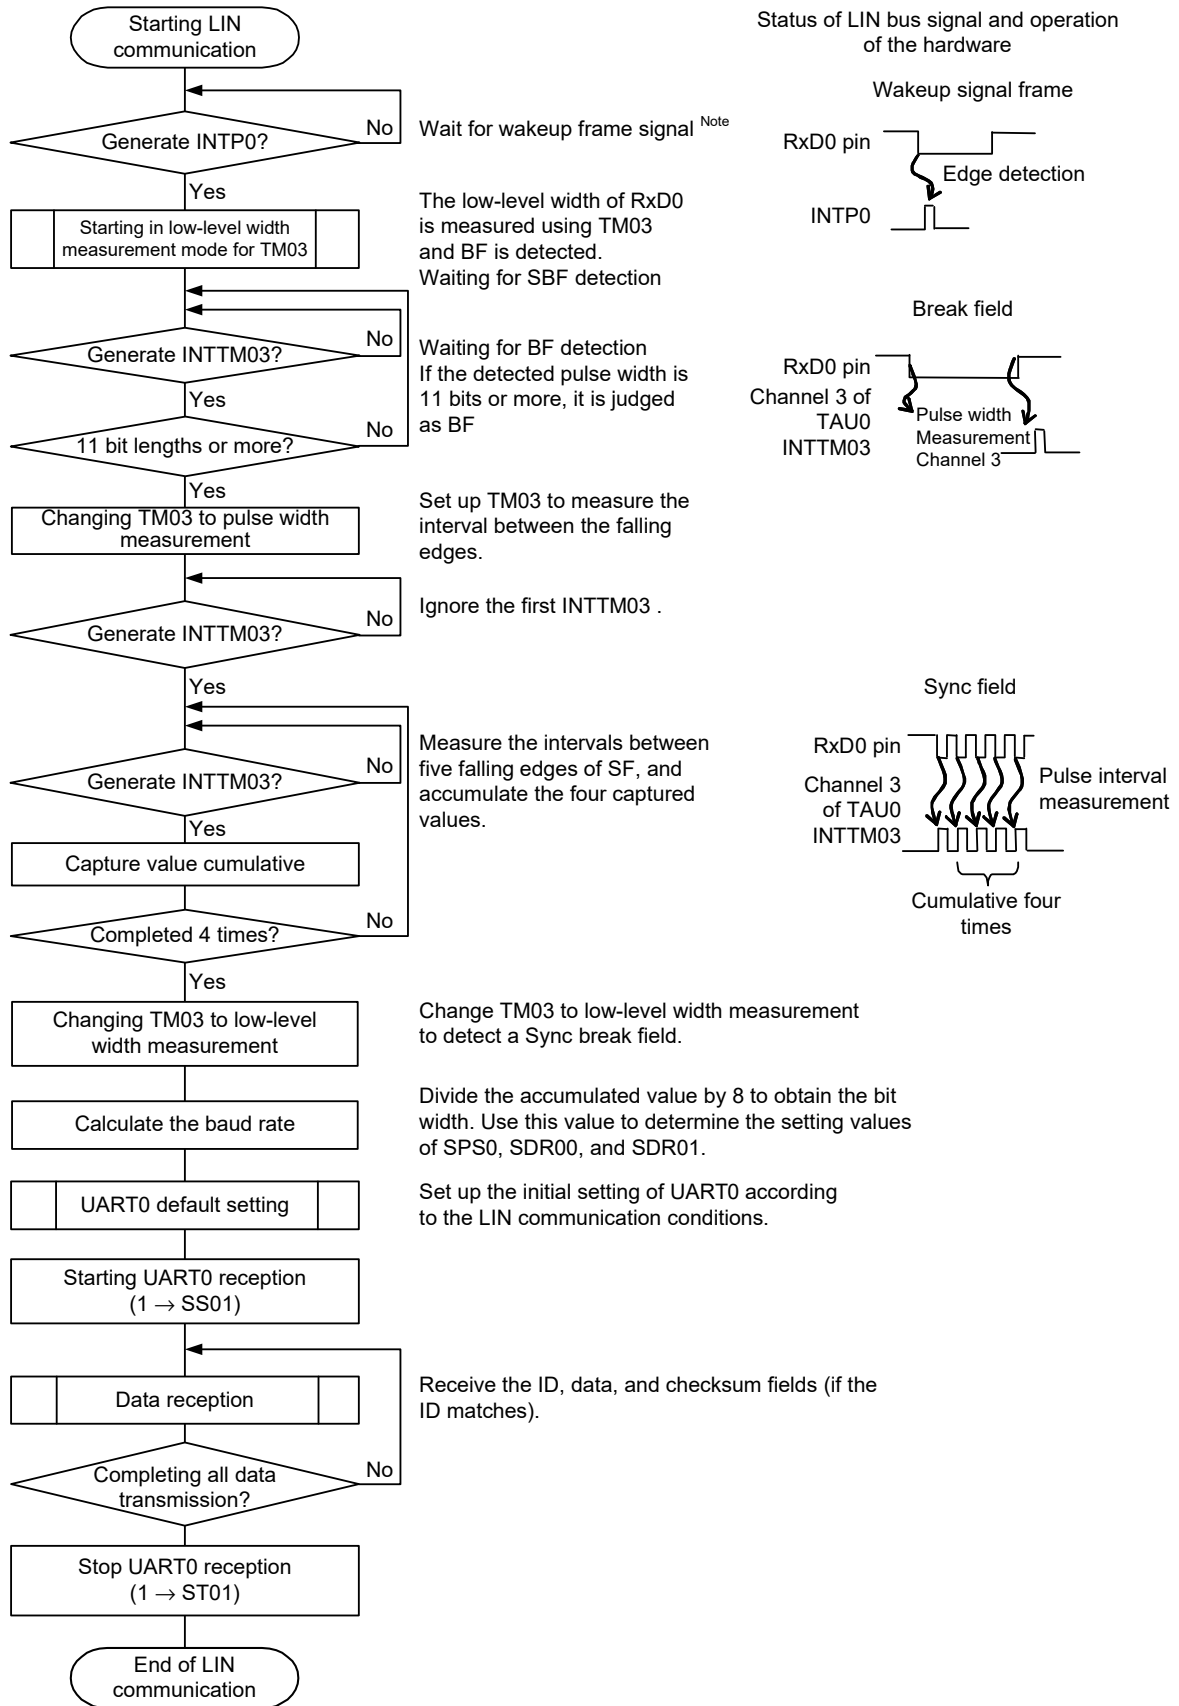 Starting LIN
communication
Status of LIN bus signal and operation
of the hardware
Generate INTP0?
No
Yes
Wait for wakeup frame signal Note
Wakeup signal frame
RxD0 pin
Edge detection
INTP0
Starting in low-level width
measurement mode for TM03
The low-level width of RxD0
is measured using TM03
and BF is detected.
Waiting for SBF detection
Generate INTTM03?
No
Yes
11 bit lengths or more?
No
Yes
Waiting for BF detection
If the detected pulse width is
11 bits or more, it is judged
as BF
Break field
RxD0 pin
Channel 3 of
TAU0
INTTM03
Pulse width
Measurement
Channel 3
Changing TM03 to pulse width
measurement
Set up TM03 to measure the
interval between the falling
edges.
Generate INTTM03?
No
Yes
Ignore the first INTTM03 .
Generate INTTM03?
No
Yes
Capture value cumulative
Completed 4 times?
No
Yes
Measure the intervals between
five falling edges of SF, and
accumulate the four captured
values.
Sync field
RxD0 pin
Channel 3
of TAU0
INTTM03
Pulse interval
measurement
Cumulative four
times
Changing TM03 to low-level
width measurement
Change TM03 to low-level width measurement
to detect a Sync break field.
Calculate the baud rate
Divide the accumulated value by 8 to obtain the bit
width. Use this value to determine the setting values
of SPS0, SDR00, and SDR01.
UART0 default setting
Set up the initial setting of UART0 according
to the LIN communication conditions.
Starting UART0 reception
(1 → SS01)
Data reception
Receive the ID, data, and checksum fields (if the
ID matches).
Completing all data
transmission?
No
Stop UART0 reception
(1 → ST01)
End of LIN
communication